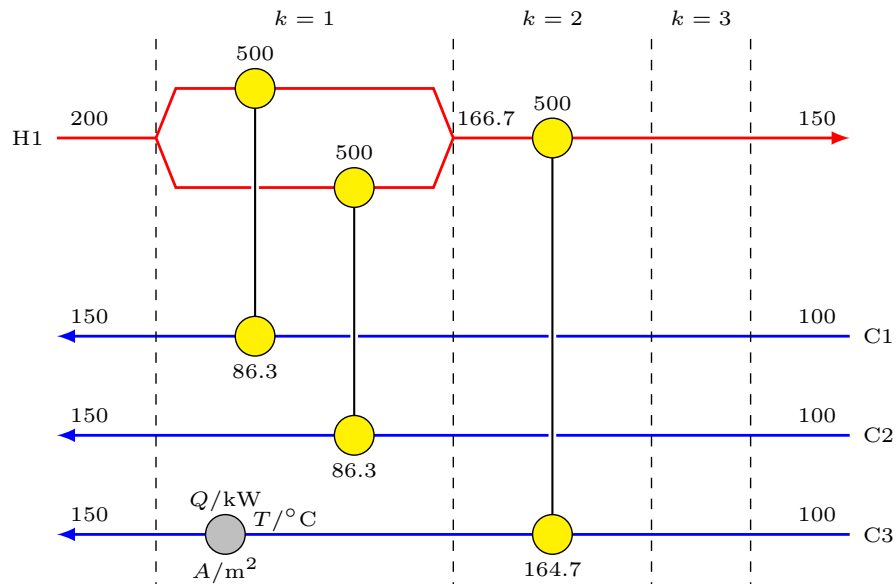 k = 1
k = 2
k = 3
500
200
166.7
500
150
H1
500
150
100
C1
86.3
150
100
C2
86.3
150
Q/kW
T/°C
100
C3
A/m²
164.7